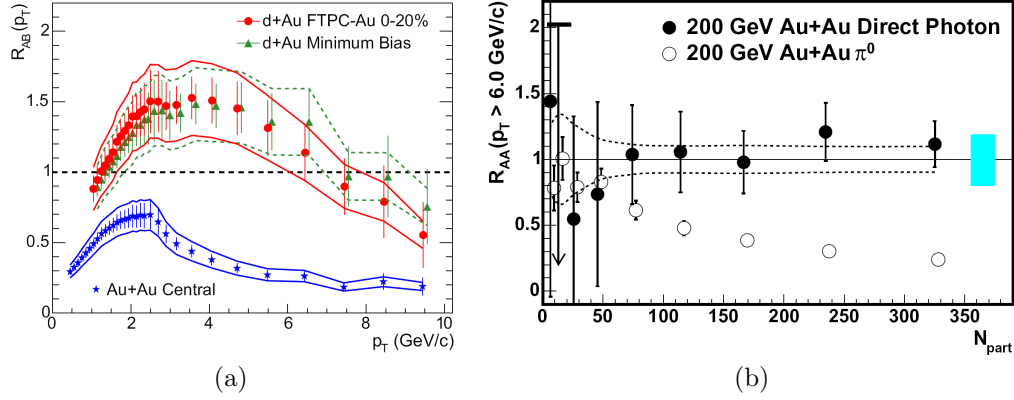 R_AB(p_T)
d+Au FTPC-Au 0-20%
d+Au Minimum Bias
Au+Au Central
2
1.5
1
0.5
0
0 2 4 6 8 10
p_T (GeV/c)
(a)
R_AA(p_T > 6.0 GeV/c)
200 GeV Au+Au Direct Photon
200 GeV Au+Au π^0
2
1.5
1
0.5
0
0 50 100 150 200 250 300 350
N_part
(b)